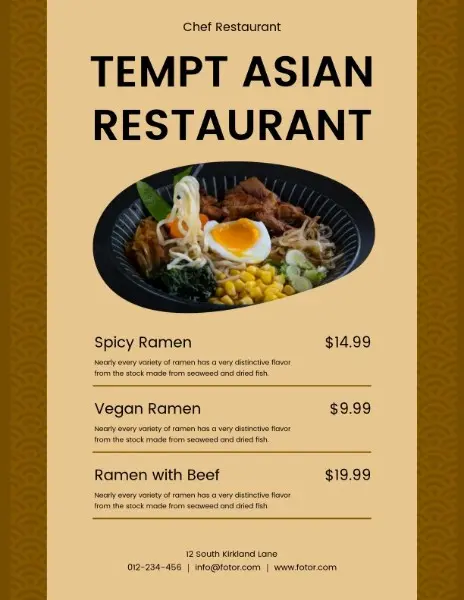 Chef Restaurant
TEMPT ASIAN
RESTAURANT
Spicy Ramen $14.99
Nearly every variety of ramen has a very distinctive flavor
from the stock made from seaweed and dried fish.
Vegan Ramen $9.99
Nearly every variety of ramen has a very distinctive flavor
from the stock made from seaweed and dried fish.
Ramen with Beef $19.99
Nearly every variety of ramen has a very distinctive flavor
from the stock made from seaweed and dried fish.
12 South Kirkland Lane
012-234-456 | info@fotor.com | www.fotor.com